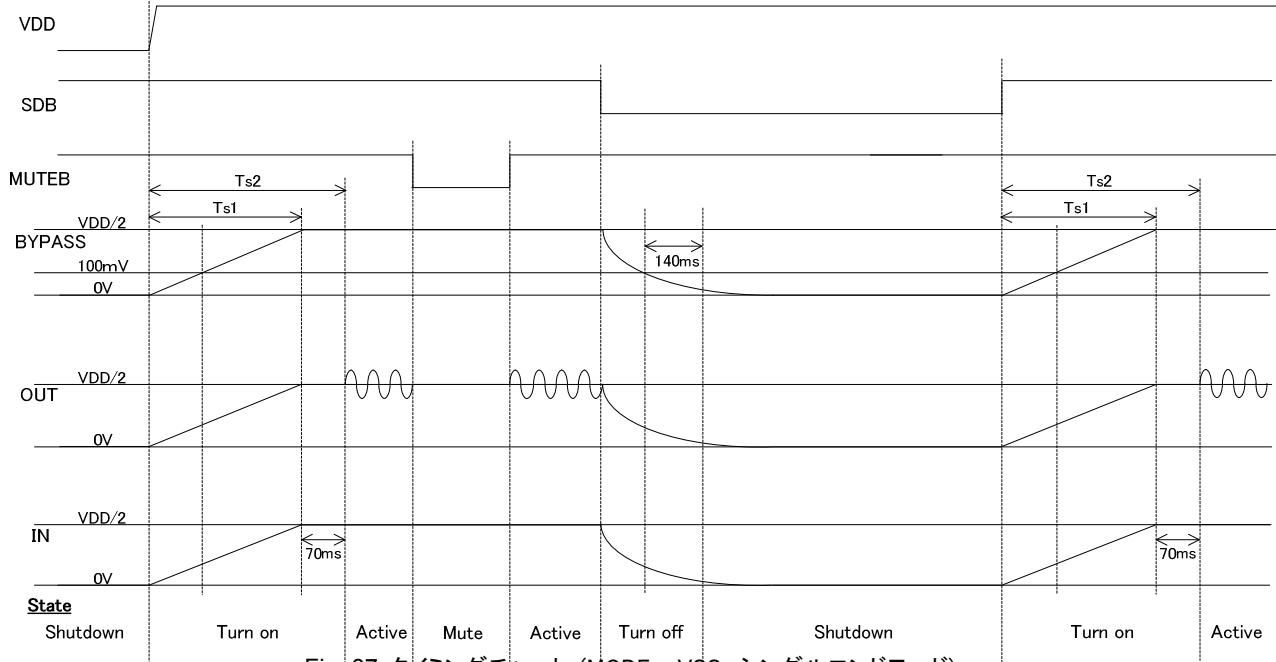 VDD
SDB
MUTEB
Ts2
Ts2
Ts1
Ts1
VDD/2
BYPASS
140ms
100mV
0V
VDD/2
OUT
0V
VDD/2
IN
70ms
70ms
0V
State
Shutdown Turn on Active Mute Active Turn off Shutdown Turn on Active